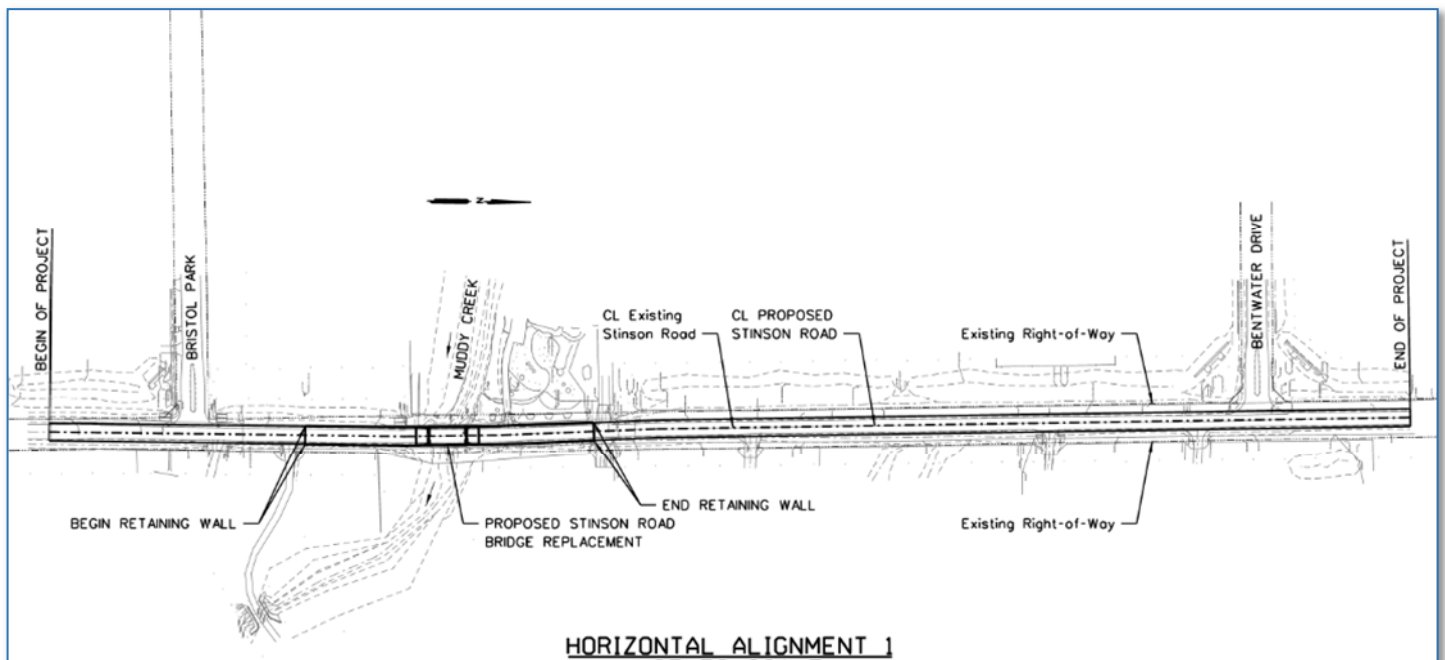 BEGIN OF PROJECT
BRISTOL PARK
N
MUDDY CREEK
CL Existing
Stinson Road
CL PROPOSED
STINSON ROAD
Existing Right-of-Way
BENTWATER DRIVE
END OF PROJECT
BEGIN RETAINING WALL
PROPOSED STINSON ROAD
BRIDGE REPLACEMENT
END RETAINING WALL
Existing Right-of-Way
HORIZONTAL ALIGNMENT 1